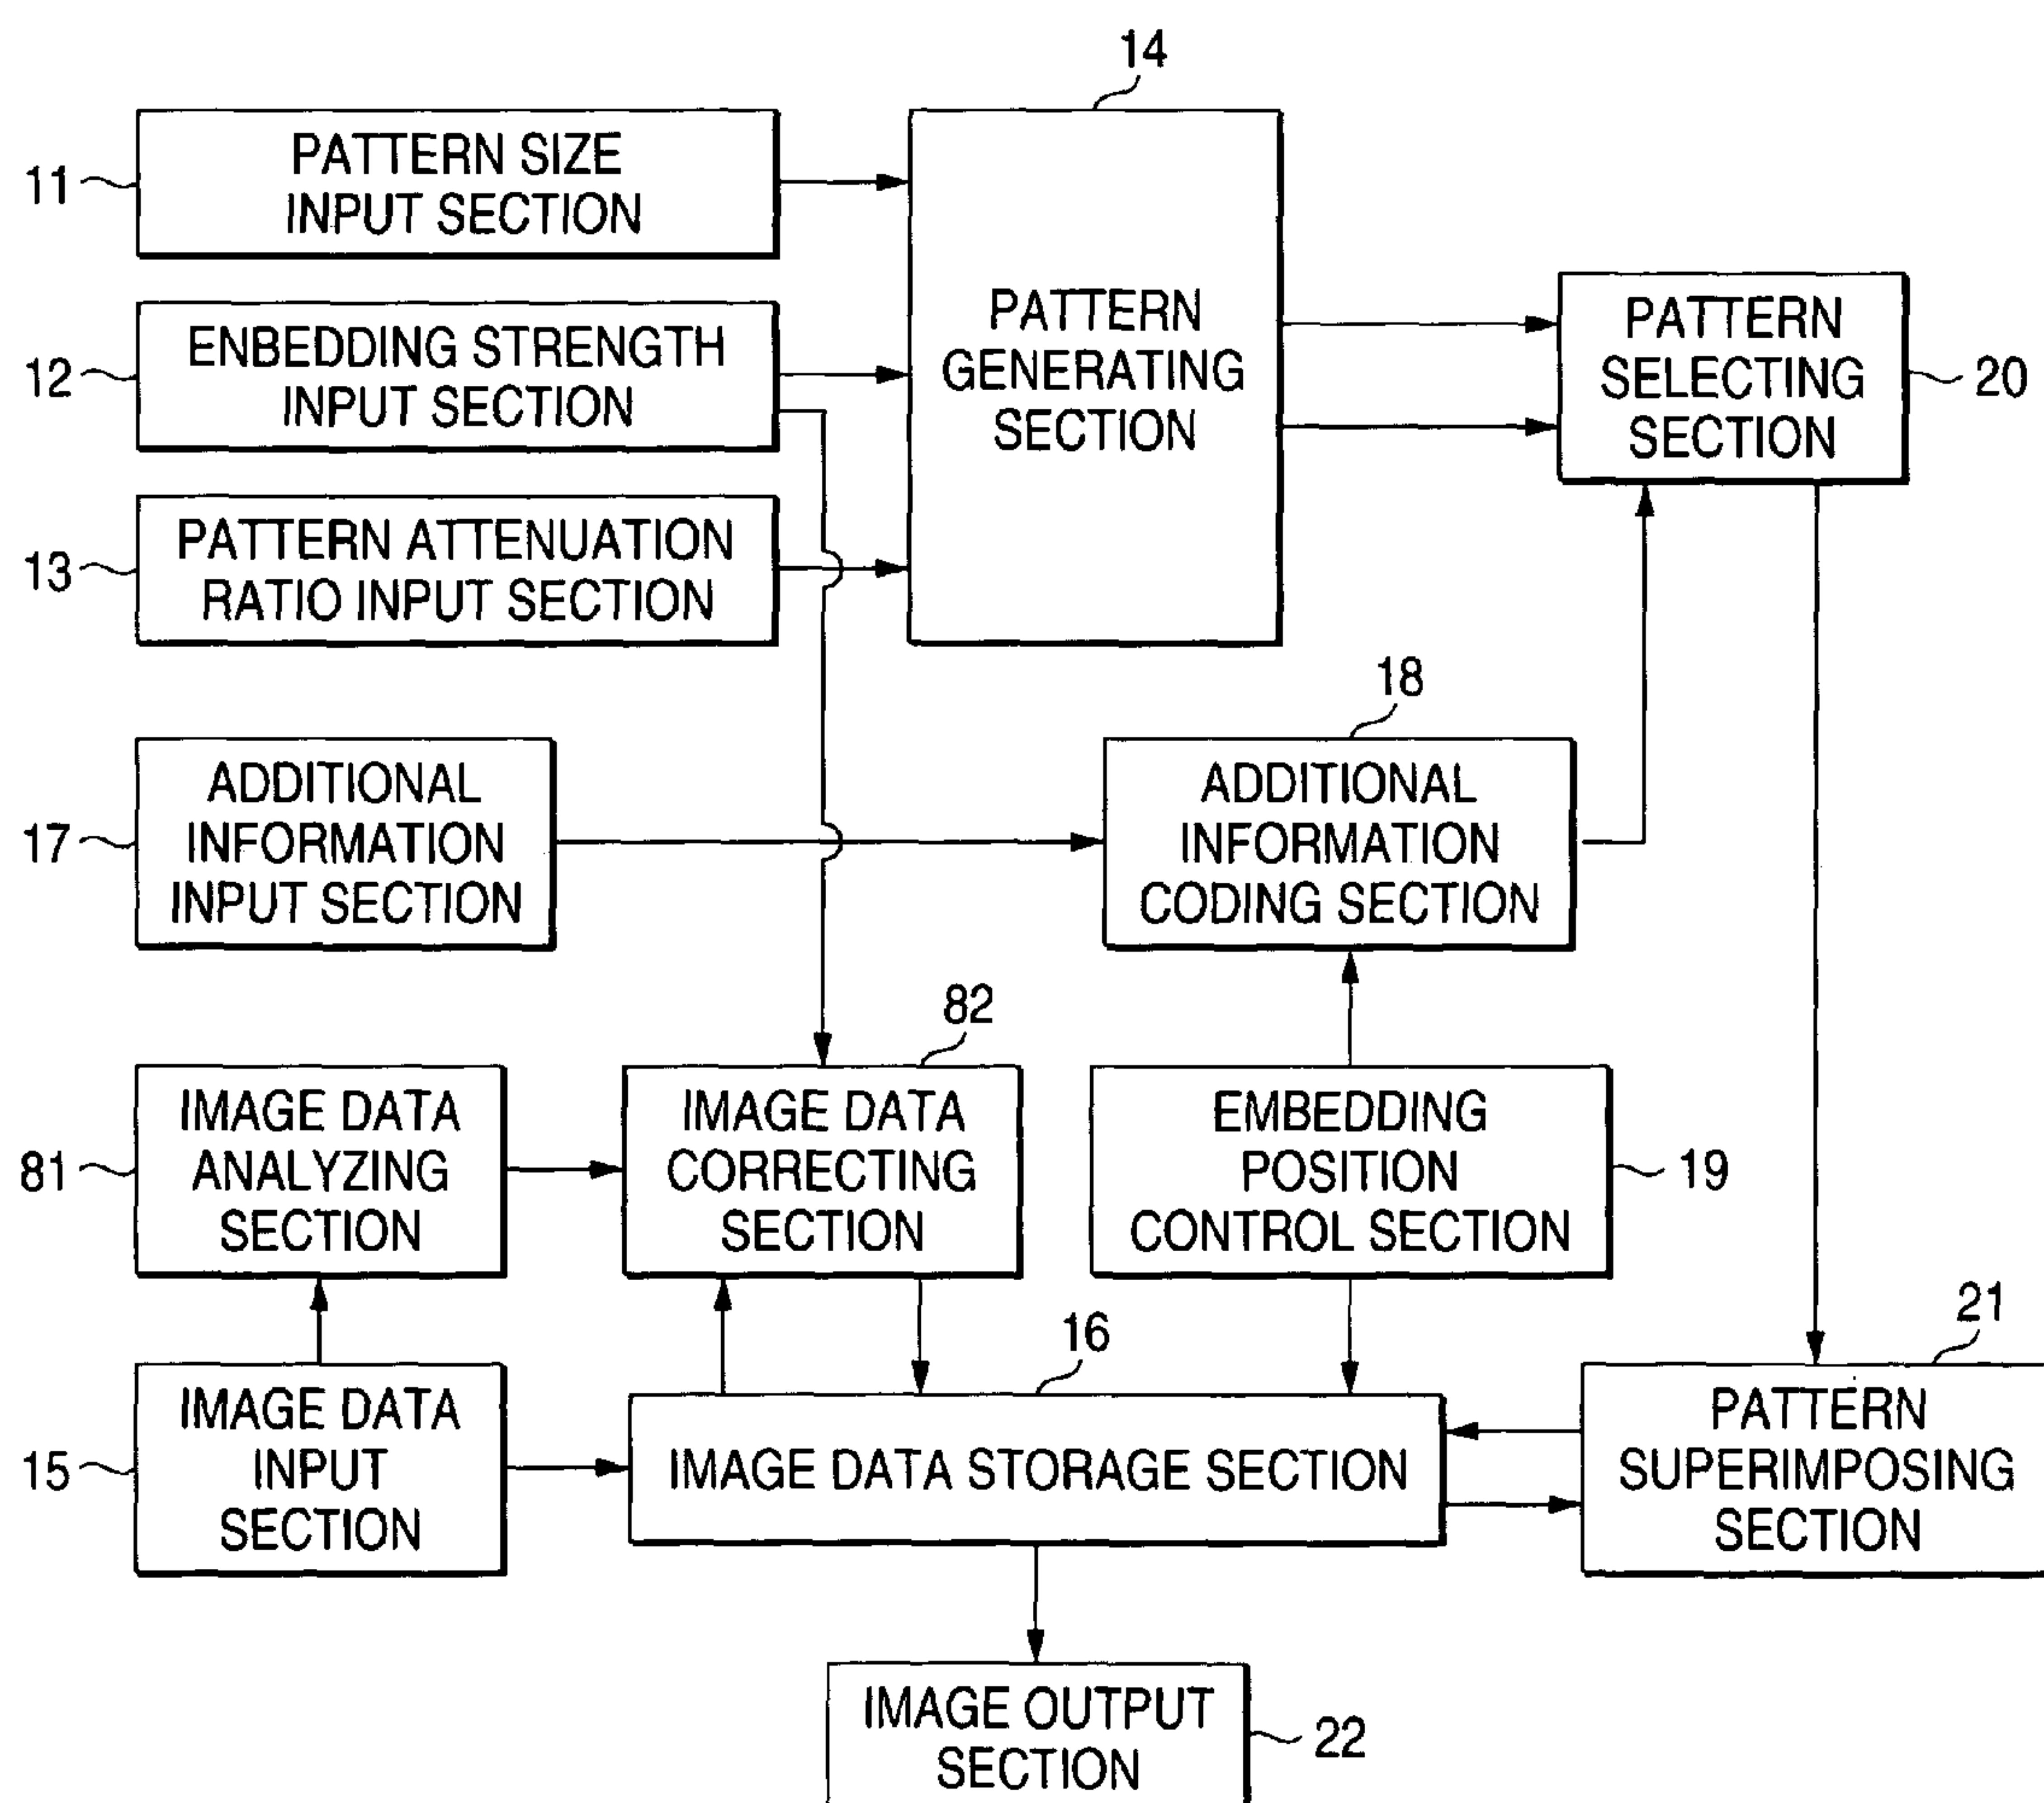 14
11
PATTERN SIZE
INPUT SECTION
12
ENBEDDING STRENGTH
INPUT SECTION
13
PATTERN ATTENUATION
RATIO INPUT SECTION
PATTERN
GENERATING
SECTION
PATTERN
SELECTING
SECTION
20
17
ADDITIONAL
INFORMATION
INPUT SECTION
18
ADDITIONAL
INFORMATION
CODING SECTION
81
IMAGE DATA
ANALYZING
SECTION
82
IMAGE DATA
CORRECTING
SECTION
EMBEDDING
POSITION
CONTROL SECTION
19
15
IMAGE DATA
INPUT
SECTION
16
IMAGE DATA STORAGE SECTION
21
PATTERN
SUPERIMPOSING
SECTION
IMAGE OUTPUT
SECTION
22